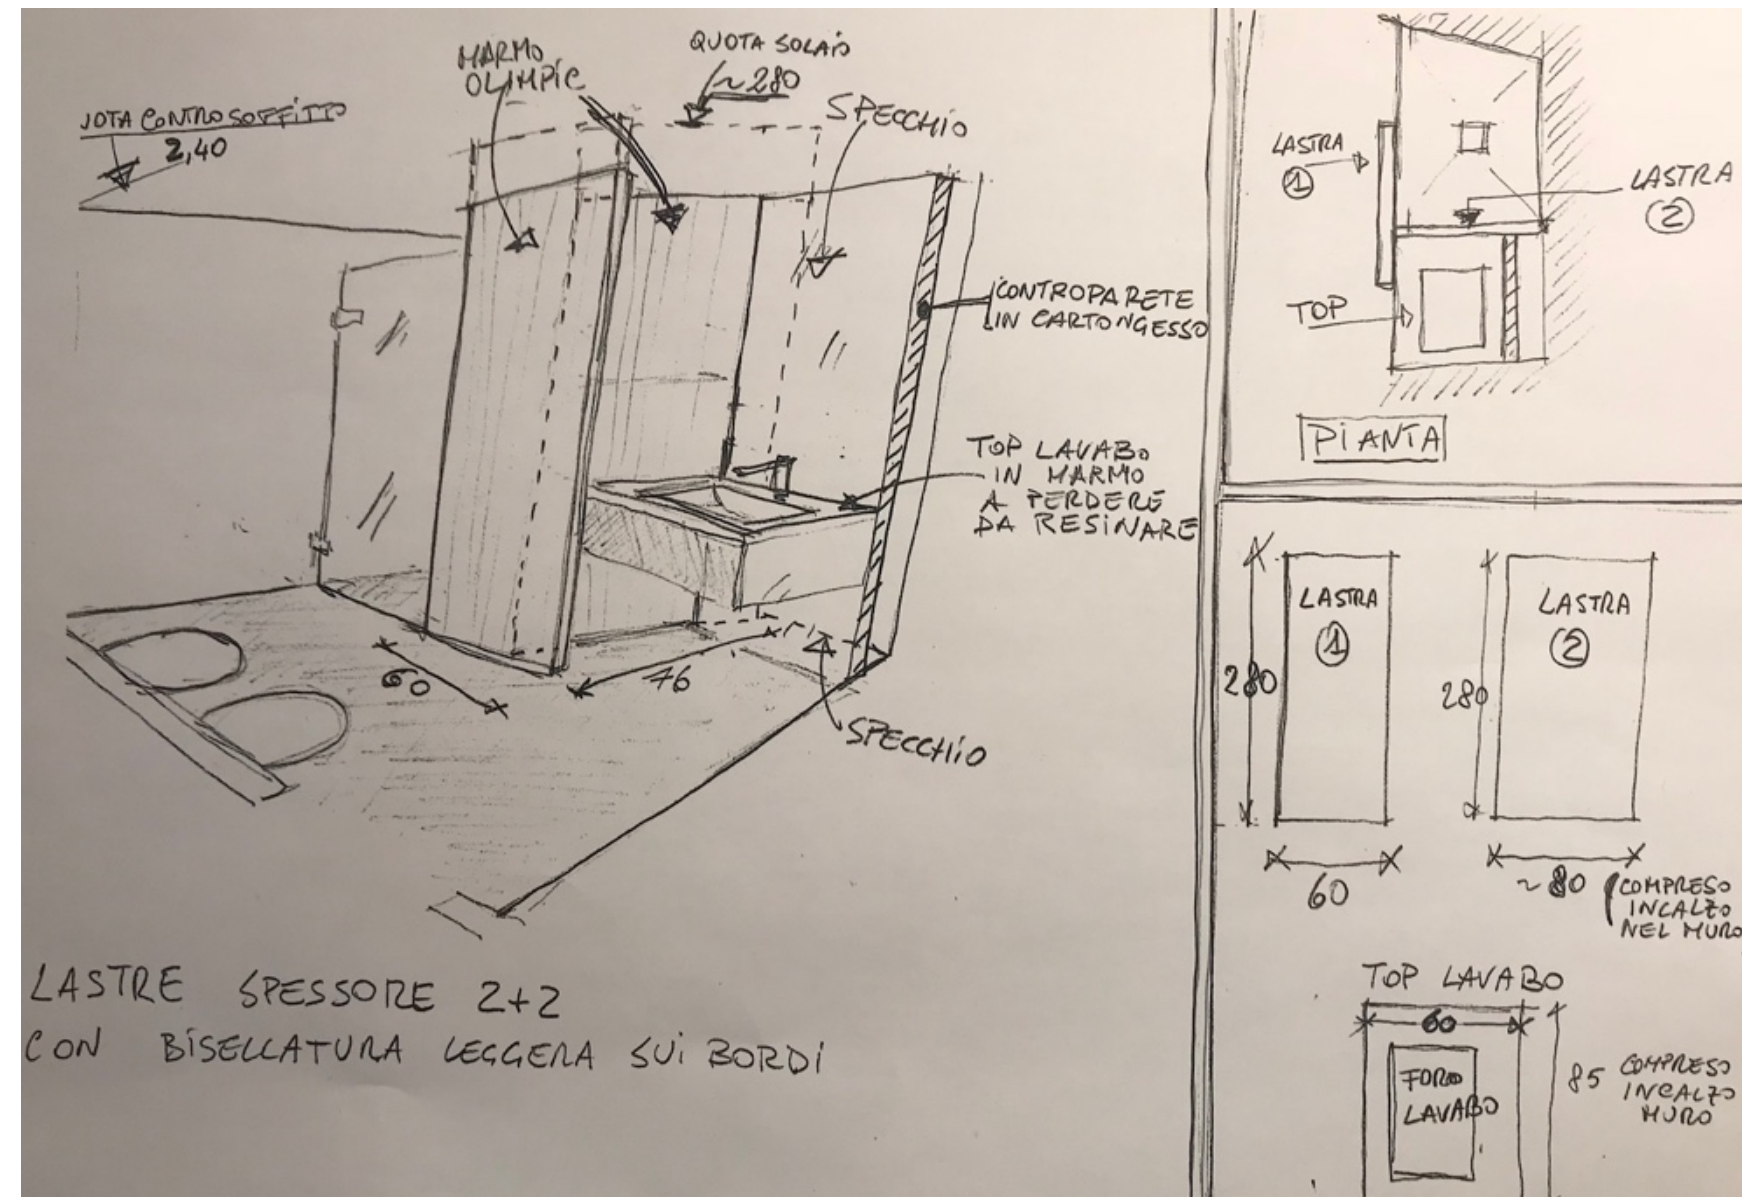 MARMO
OLIMPIC
QUOTA SOLAIO
~280
JOTA CONTROSOFFITTO
2,40
SPECCHIO
CONTROPARETE
IN CARTONGESSO
TOP LAVABO
IN MARMO
A PERDERE
DA RESINARE
60
76
SPECCHIO
LASTRE SPESSORE 2+2
CON BISELLATURA LEGGERA SUI BORDI
LASTRA
1
LASTRA
2
TOP
PIANTA
LASTRA
1
280
60
LASTRA
2
280
~80
(COMPRESO
INCALZO
NEL MURO
TOP LAVABO
60
FORO
LAVABO
85 COMPRESO
INCALZO
MURO